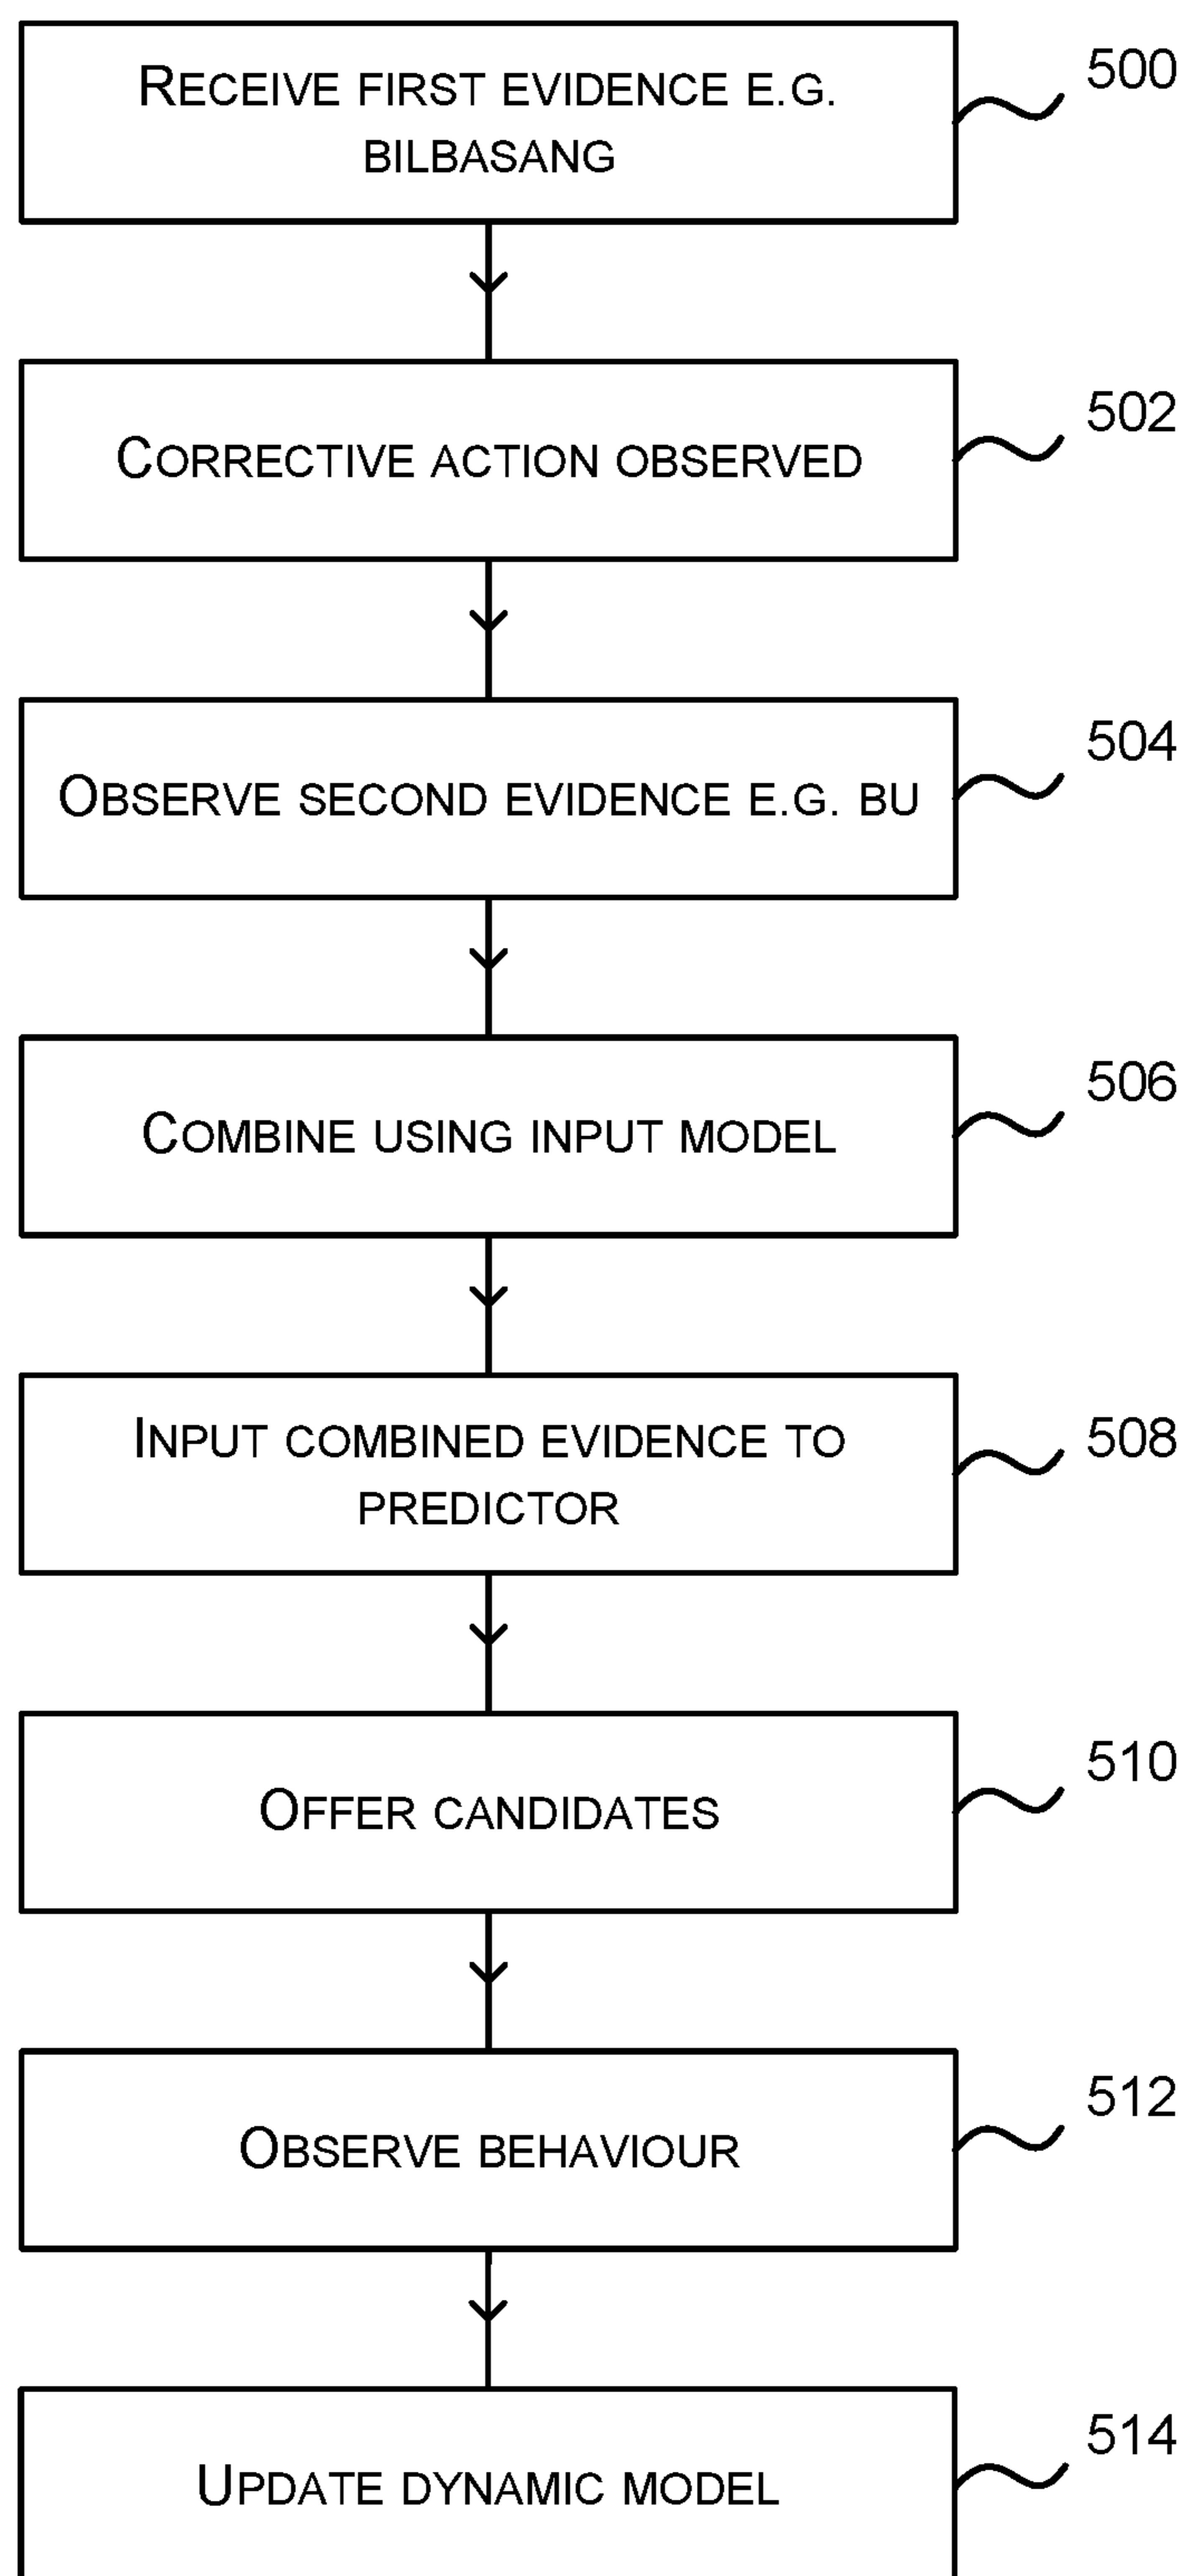 RECEIVE FIRST EVIDENCE E.G.
BILBASANG
500
CORRECTIVE ACTION OBSERVED
502
OBSERVE SECOND EVIDENCE E.G. BU
504
COMBINE USING INPUT MODEL
506
INPUT COMBINED EVIDENCE TO
PREDICTOR
508
OFFER CANDIDATES
510
OBSERVE BEHAVIOUR
512
UPDATE DYNAMIC MODEL
514